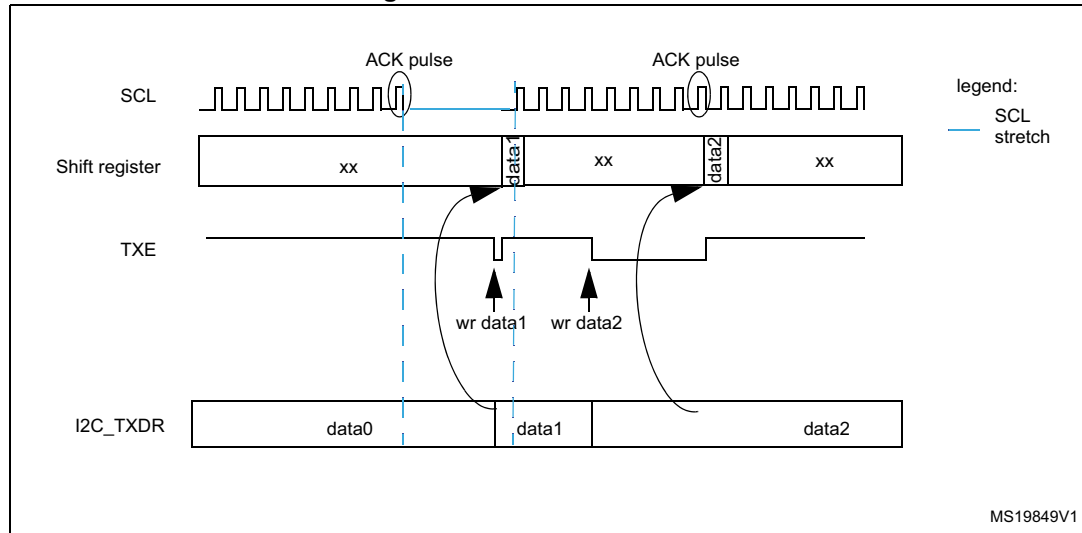 ACK pulse
ACK pulse
legend:
SCL
SCL
stretch
Shift register
xx
data1
xx
data2
xx
TXE
wr data1
wr data2
I2C_TXDR
data0
data1
data2
MS19849V1